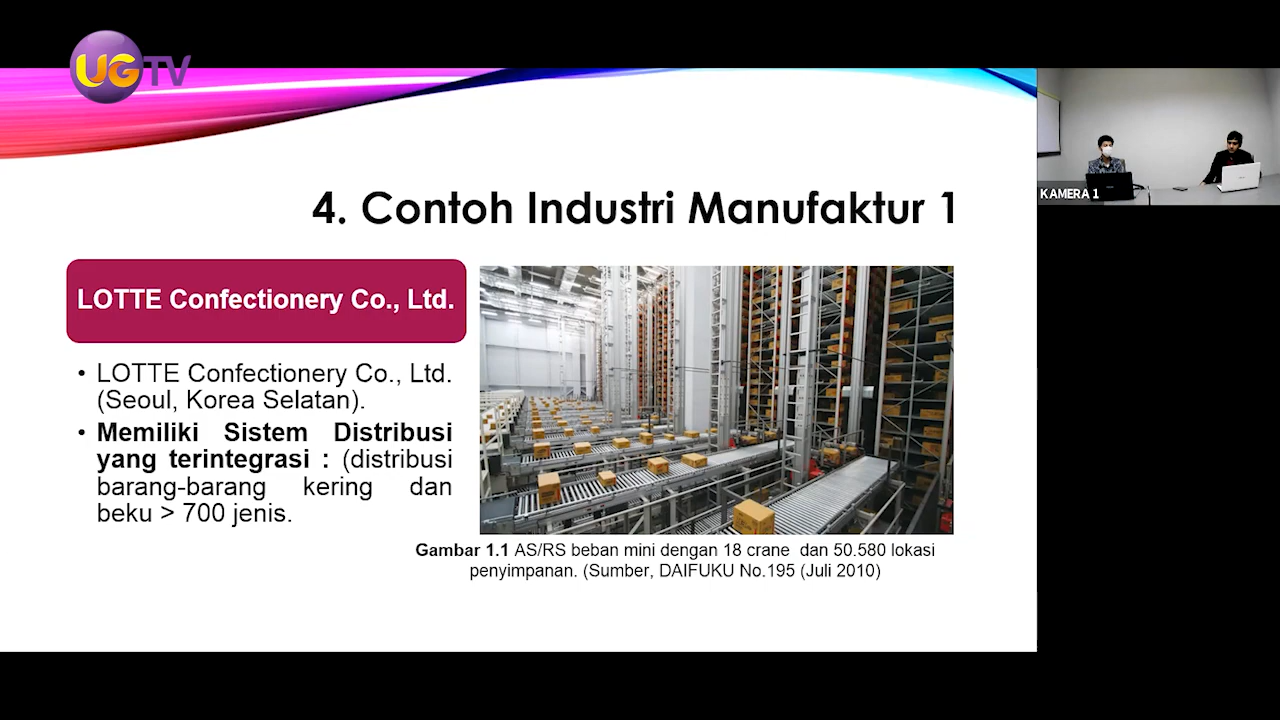 UGTV
4. Contoh Industri Manufaktur 1
KAMERA 1
LOTTE Confectionery Co., Ltd.
• LOTTE Confectionery Co., Ltd.
(Seoul, Korea Selatan).
• Memiliki Sistem Distribusi
yang terintegrasi : (distribusi
barang-barang kering dan
beku > 700 jenis.
Gambar 1.1 AS/RS beban mini dengan 18 crane dan 50.580 lokasi
penyimpanan. (Sumber, DAIFUKU No.195 (Juli 2010)